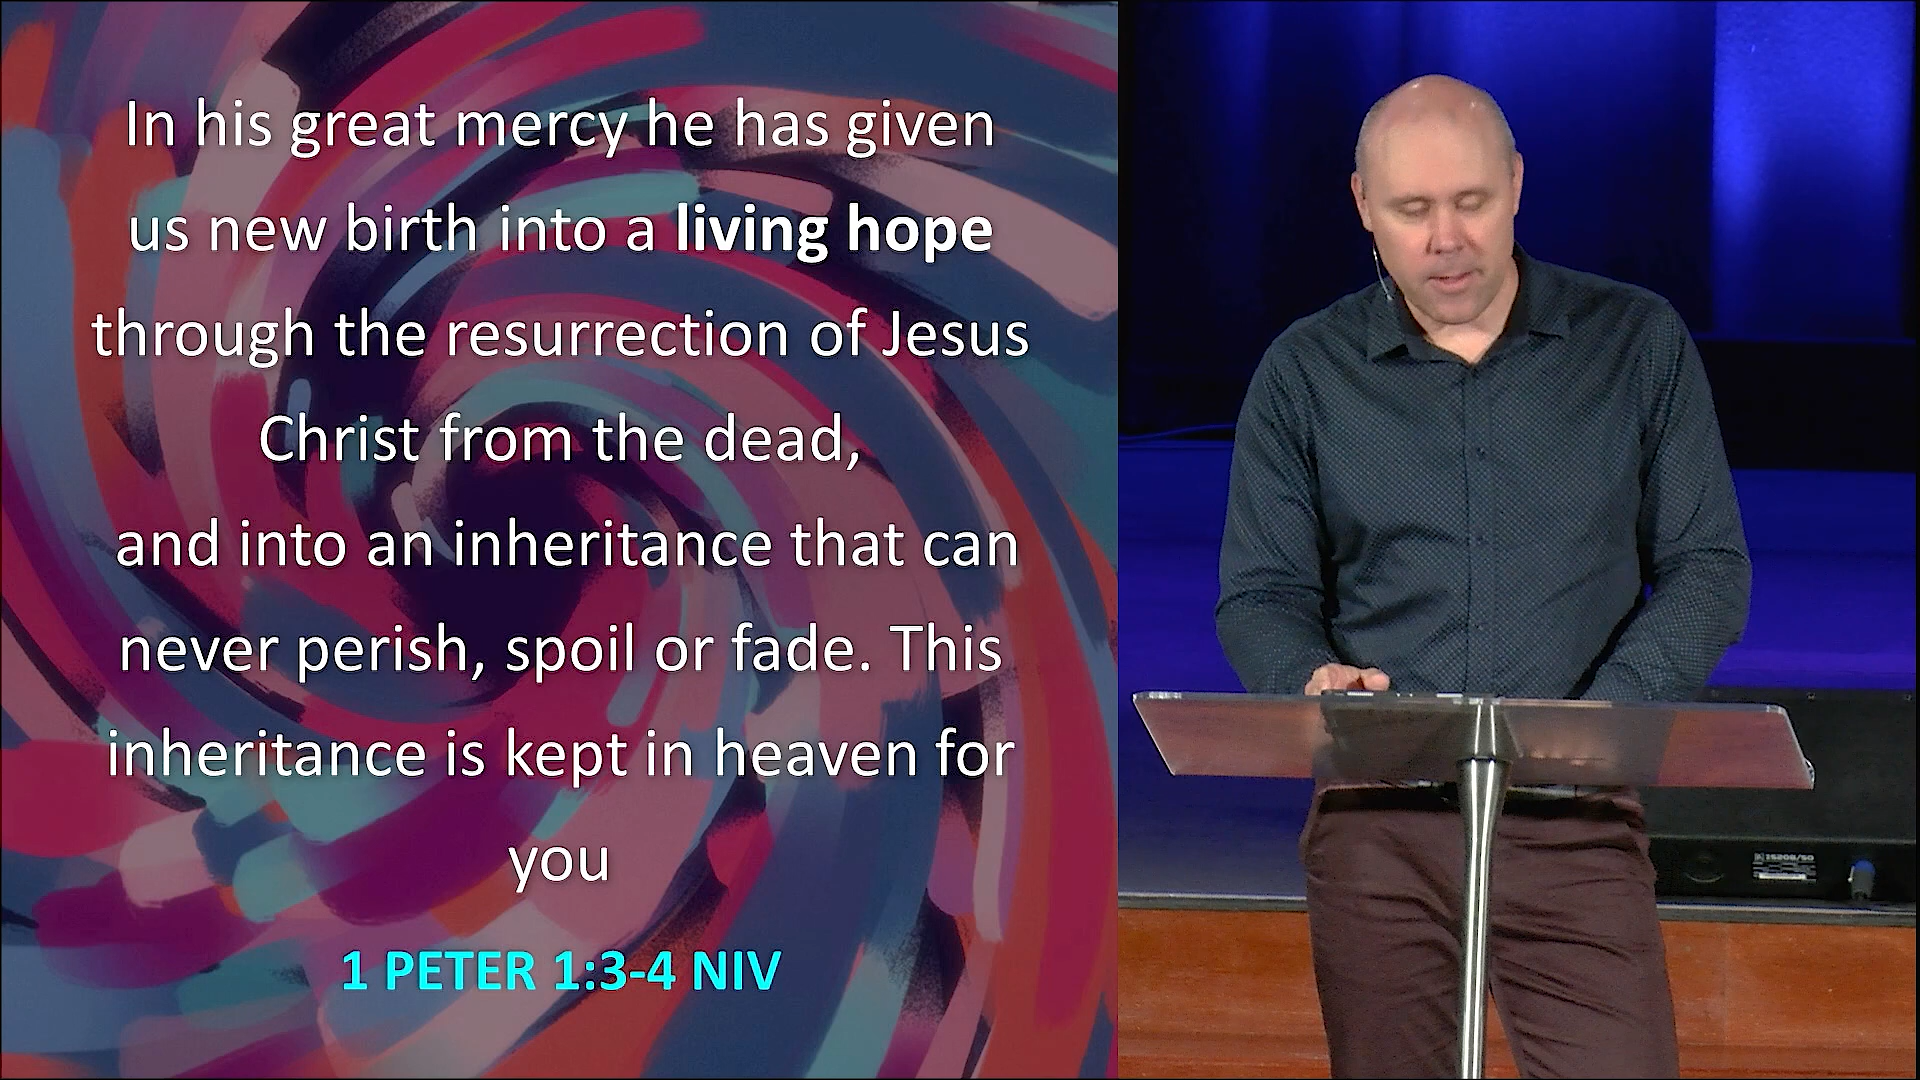 In his great mercy he has given
us new birth into a living hope
through the resurrection of Jesus
Christ from the dead,
and into an inheritance that can
never perish, spoil or fade. This
inheritance is kept in heaven for
you
1 PETER 1:3-4 NIV